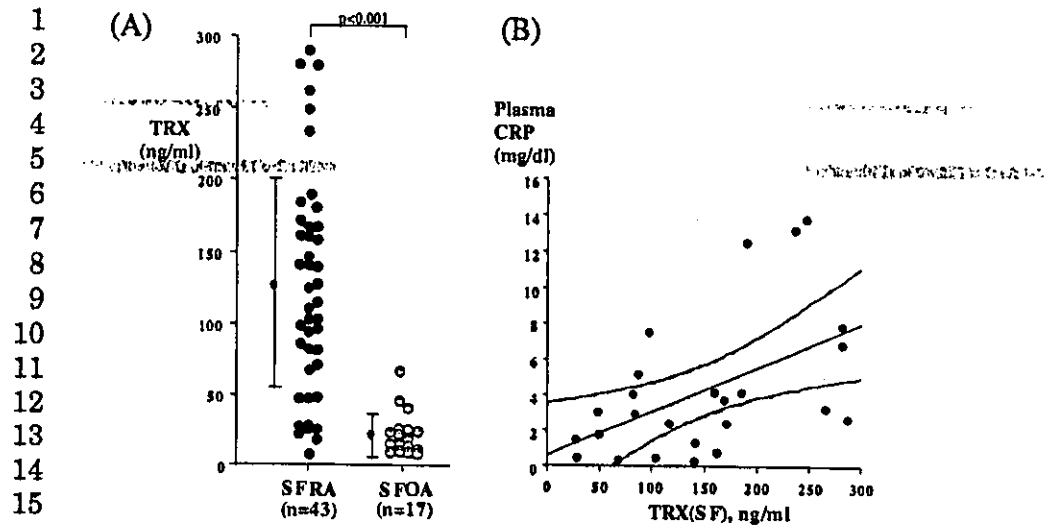 1
2
3
4
5
6
7
8
9
10
11
12
13
14
15
(A)
p<0.001
300
250
TRX
(ng/ml)
200
150
100
50
0
SFRA
(n=43)
SFOA
(n=17)
(B)
Plasma
CRP
(mg/dl)
16
14
12
10
8
6
4
2
0
0 50 100 150 200 250 300
TRX(SF), ng/ml